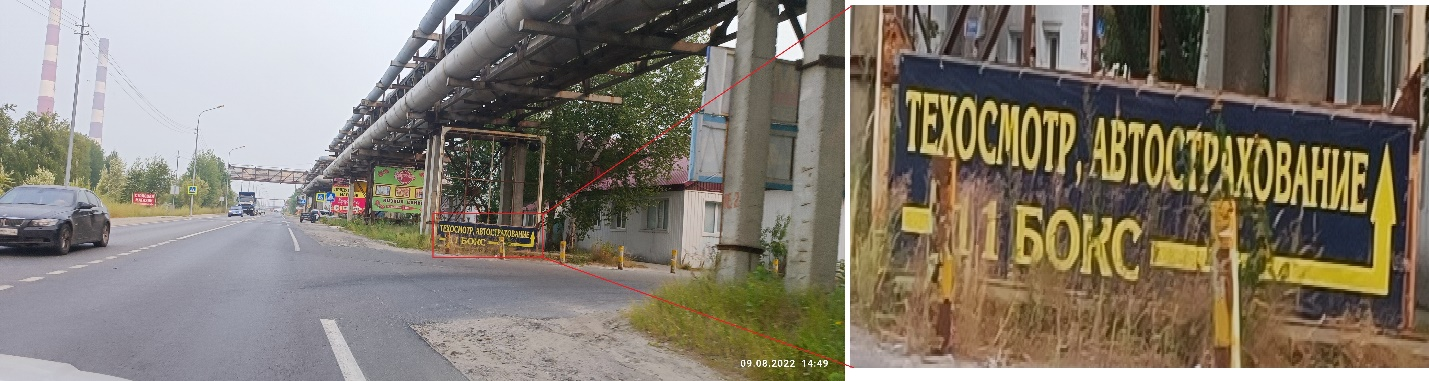 ТЕХОСМОТР, АВТОСТРАХОВАНИЕ
11 БОКС
09.08.2022 14:49